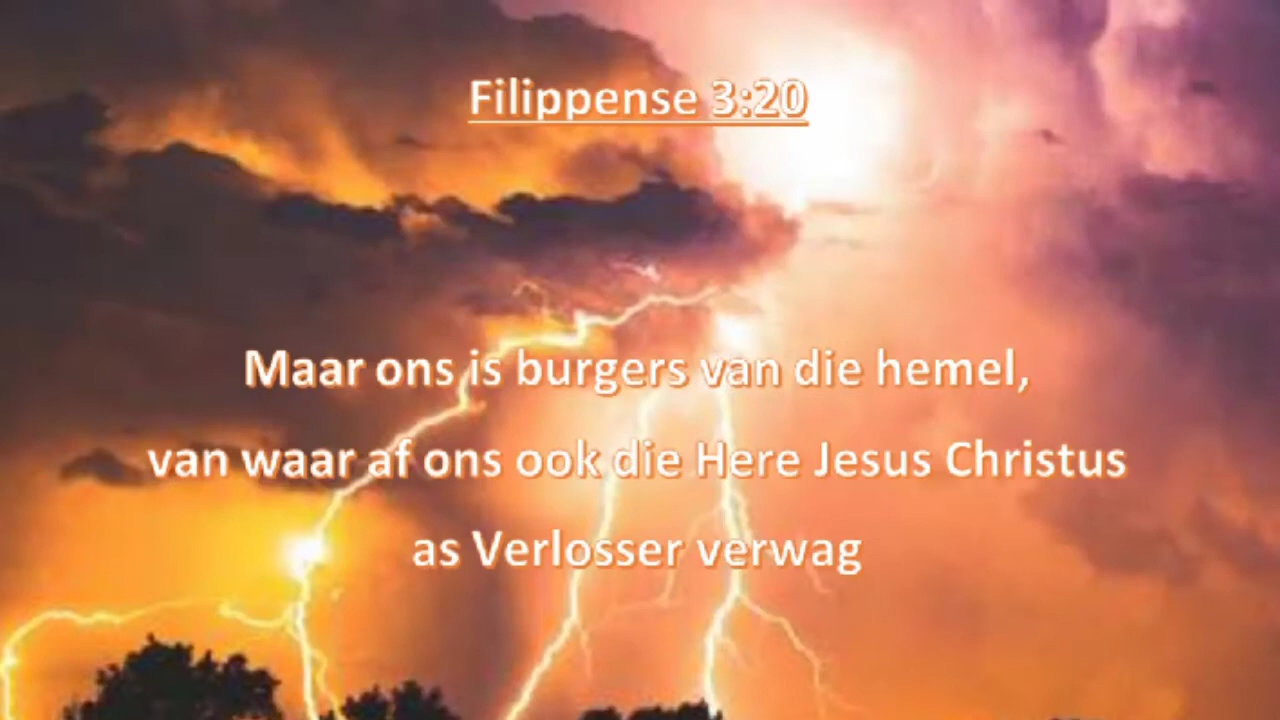 Filippense 3:20
Maar ons is burgers van die hemel,
van waar af ons ook die Here Jesus Christus
as Verlosser verwag